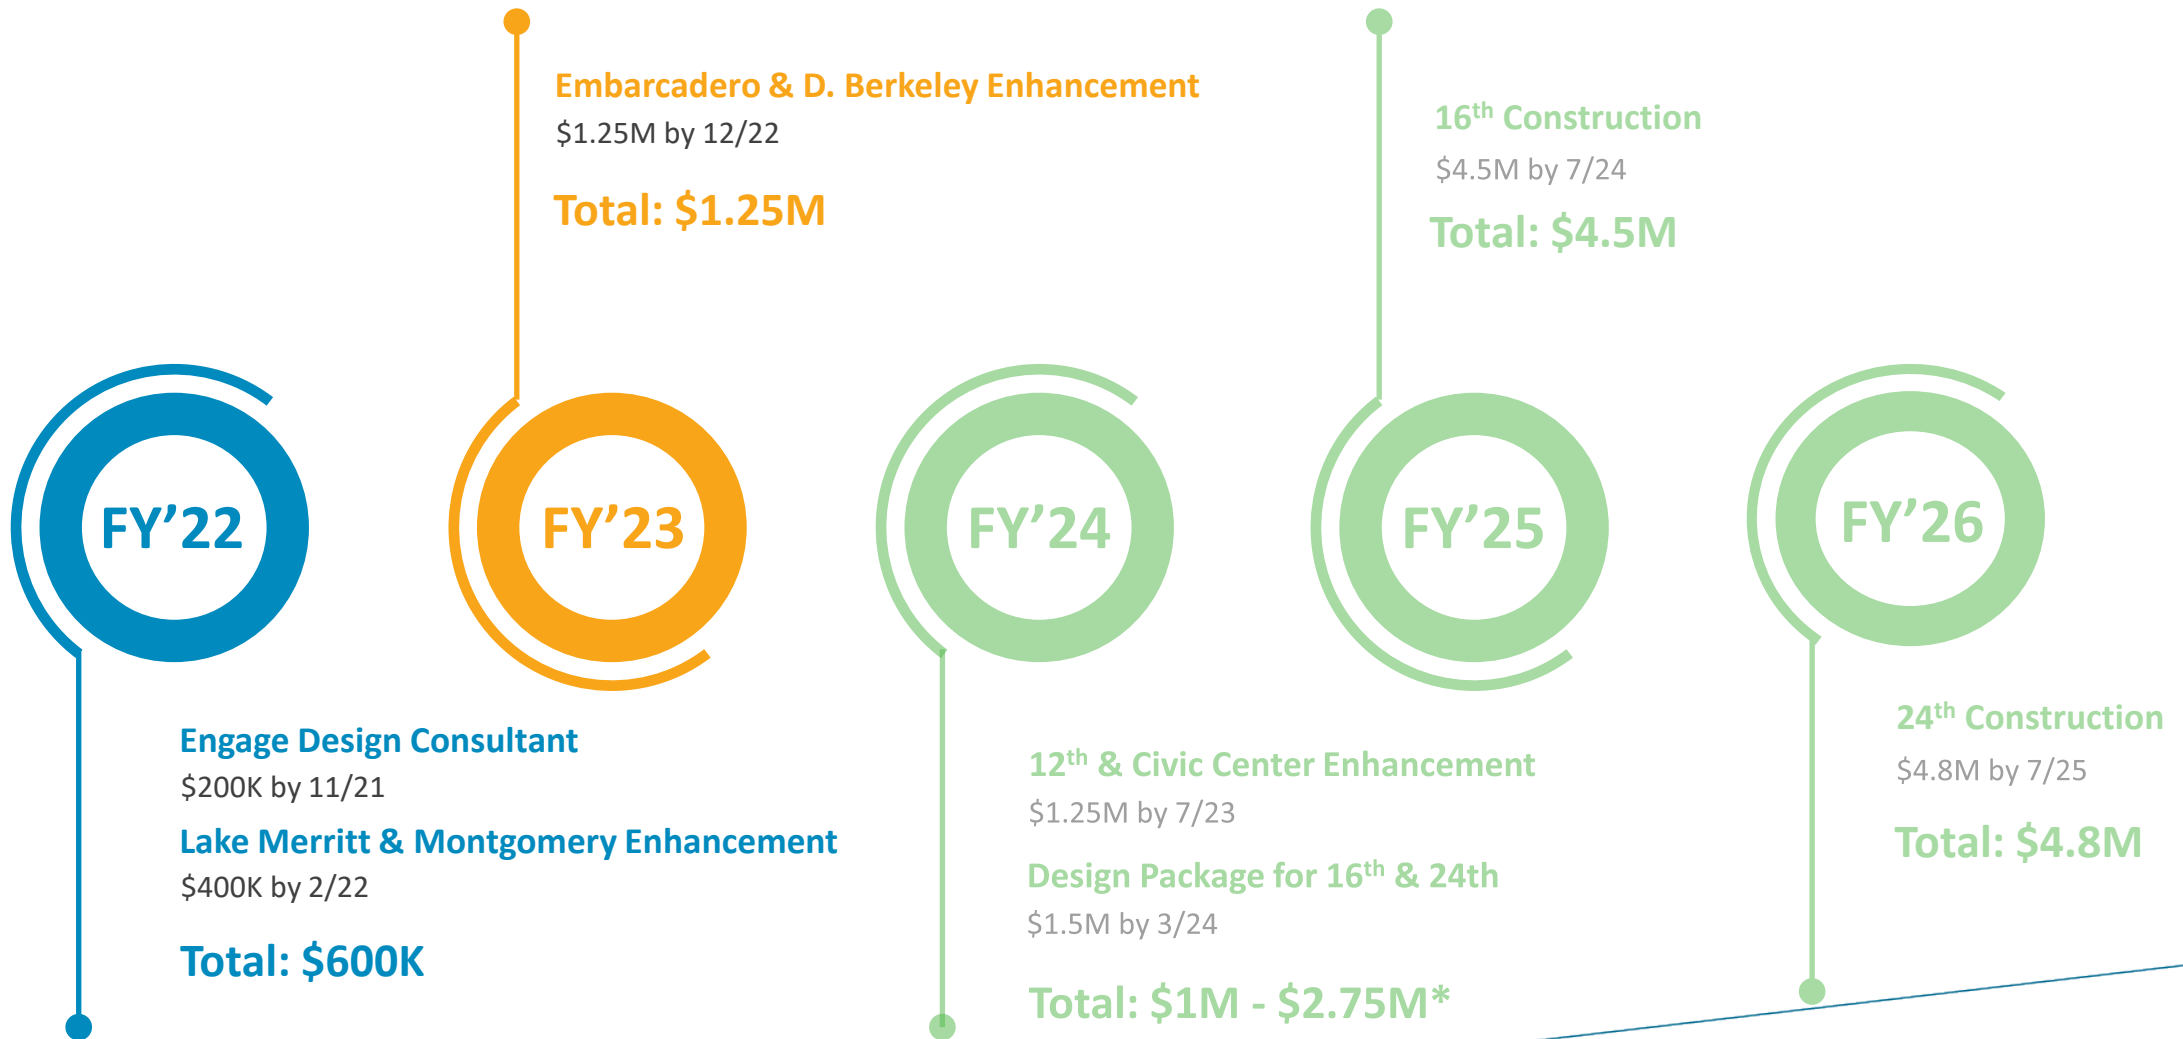 FY’22
Engage Design Consultant
$200K by 11/21
Lake Merritt & Montgomery Enhancement
$400K by 2/22
Total: $600K
FY’23
Embarcadero & D. Berkeley Enhancement
$1.25M by 12/22
Total: $1.25M
FY’24
12th & Civic Center Enhancement
$1.25M by 7/23
Design Package for 16th & 24th
$1.5M by 3/24
Total: $1M - $2.75M*
FY’25
16th Construction
$4.5M by 7/24
Total: $4.5M
FY’26
24th Construction
$4.8M by 7/25
Total: $4.8M